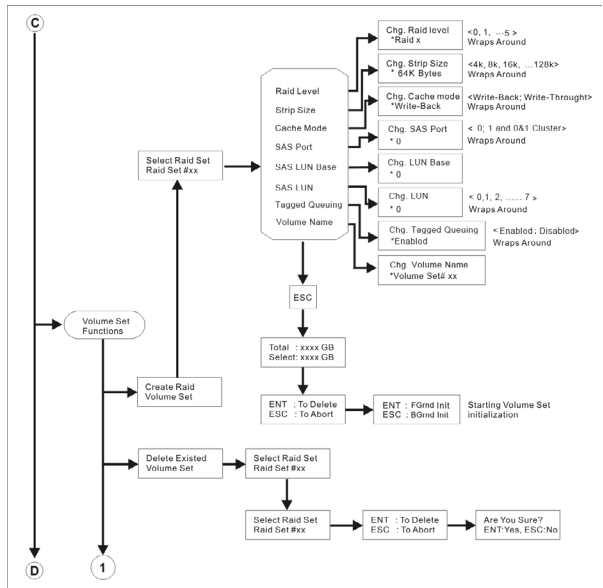 C
Chg. Raid level
*Raid x
<0, 1, ...5 >
Wraps Around
Chg. Strip Size
* 64K Bytes
<4k, 8k, 16k, ...128k>
Wraps Around
Raid Level
Strip Size
Cache Mode
SAS Port
SAS LUN Base
SAS LUN
Tagged Queuing
Volume Name
Chg. Cache mode
*Write-Back
<Write-Back; Write-Throught>
Wraps Around
Chg. SAS Port
* 0
< 0; 1 and 0&1 Cluster>
Wraps Around
Select Raid Set
Raid Set #xx
Chg. LUN Base
* 0
Chg. LUN
* 0
< 0,1, 2, ...... 7 >
Wraps Around
Chg. Tagged Queuing
*Enabled
< Enabled ; Disabled>
Wraps Around
Chg. Volume Name
*Volume Set# xx
ESC
Volume Set
Functions
Total : xxxx GB
Select: xxxx GB
Create Raid
Volume Set
ENT : To Delete
ESC : To Abort
ENT : FGrnd Init
ESC : BGrnd Init
Starting Volume Set
initialization
Delete Existed
Volume Set
Select Raid Set
Raid Set #xx
Select Raid Set
Raid Set #xx
ENT : To Delete
ESC : To Abort
Are You Sure?
ENT:Yes, ESC:No
D
1